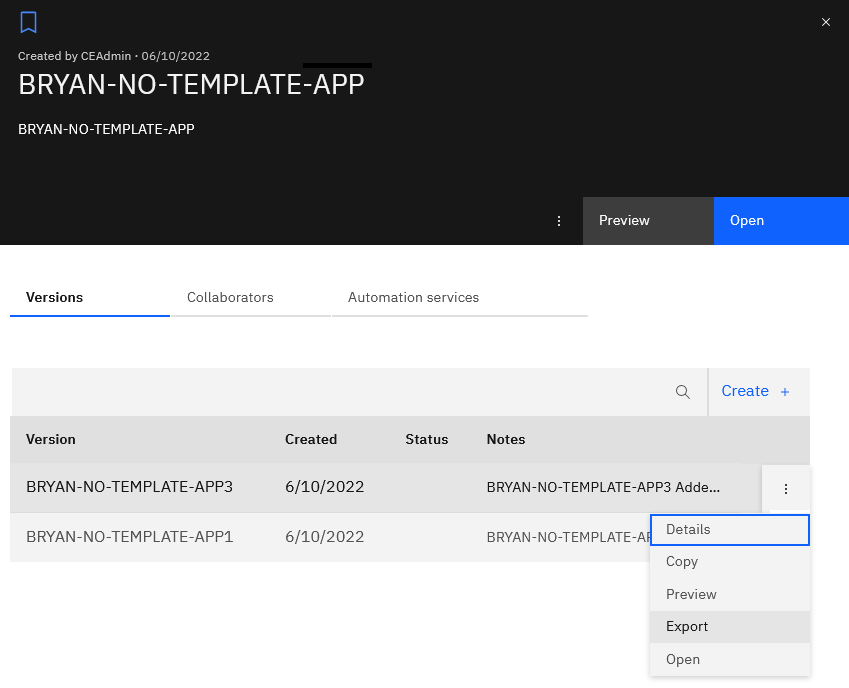 Created by CEAdmin · 06/10/2022
BRYAN-NO-TEMPLATE-APP
BRYAN-NO-TEMPLATE-APP
Preview
Open
Versions Collaborators Automation services
Create +
Version Created Status Notes
BRYAN-NO-TEMPLATE-APP3 6/10/2022 BRYAN-NO-TEMPLATE-APP3 Adde...
BRYAN-NO-TEMPLATE-APP1 6/10/2022 BRYAN-NO-TEMPLATE-AP
Details
Copy
Preview
Export
Open